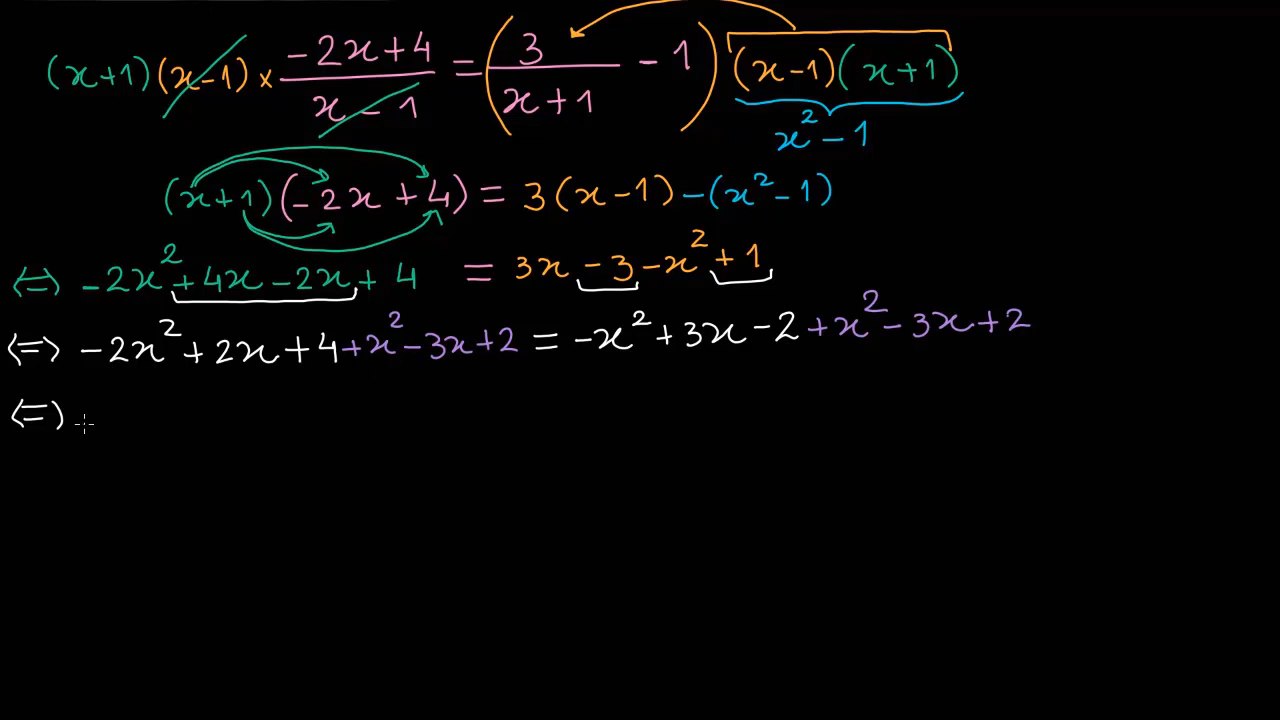 (x+1)(x-1) × (-2x+4)/(x-1) = (3/(x+1) - 1)(x-1)(x+1)
x² - 1
(x+1)(-2x+4) = 3(x-1) -(x²-1)
<=> -2x² +4x -2x + 4 = 3x -3 -x² +1
<=> -2x² + 2x + 4 +x² -3x +2 = -x² +3x -2 +x² -3x +2
<=>